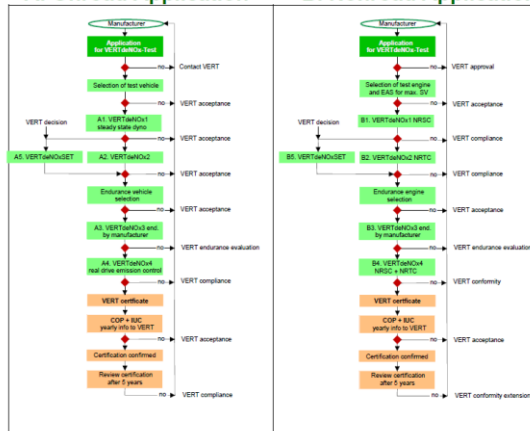 Manufacturer
Application
for VERTdeNOx-Test
no
Contact VERT
Selection of test vehicle
no
VERT acceptance
A1. VERTdeNOx1
steady state dyno
VERT decision
no
VERT acceptance
A5. VERTdeNOxSET
A2. VERTdeNOx2
no
VERT acceptance
Endurance vehicle
selection
no
VERT acceptance
A3. VERTdeNOx3 end.
by manufacturer
no
VERT endurance evaluation
A4. VERTdeNOx4
real drive emission control
no
VERT compliance
VERT certficate
COP + IUC
yearly info to VERT
no
VERT acceptance
Certification confirmed
Review certification
after 5 years
no
VERT compliance
Manufacturer
Application
for VERTdeNOx-Test
no
VERT approval
Selection of test engine
and EAS for max. SV
no
VERT acceptance
B1. VERTdeNOx1 NRSC
VERT decision
no
VERT compliance
B5. VERTdeNOxSET
B2. VERTdeNOx2 NRTC
no
VERT compliance
Endurance engine
selection
no
VERT acceptance
B3. VERTdeNOx3 end.
by manufacturer
no
VERT endurance evaluation
B4. VERTdeNOx4
NRSC + NRTC
no
VERT conformity
VERT certificate
COP + IUC
yearly info to VERT
no
VERT acceptance
Certification confirmed
Review certification
after 5 years
no
VERT conformity extension